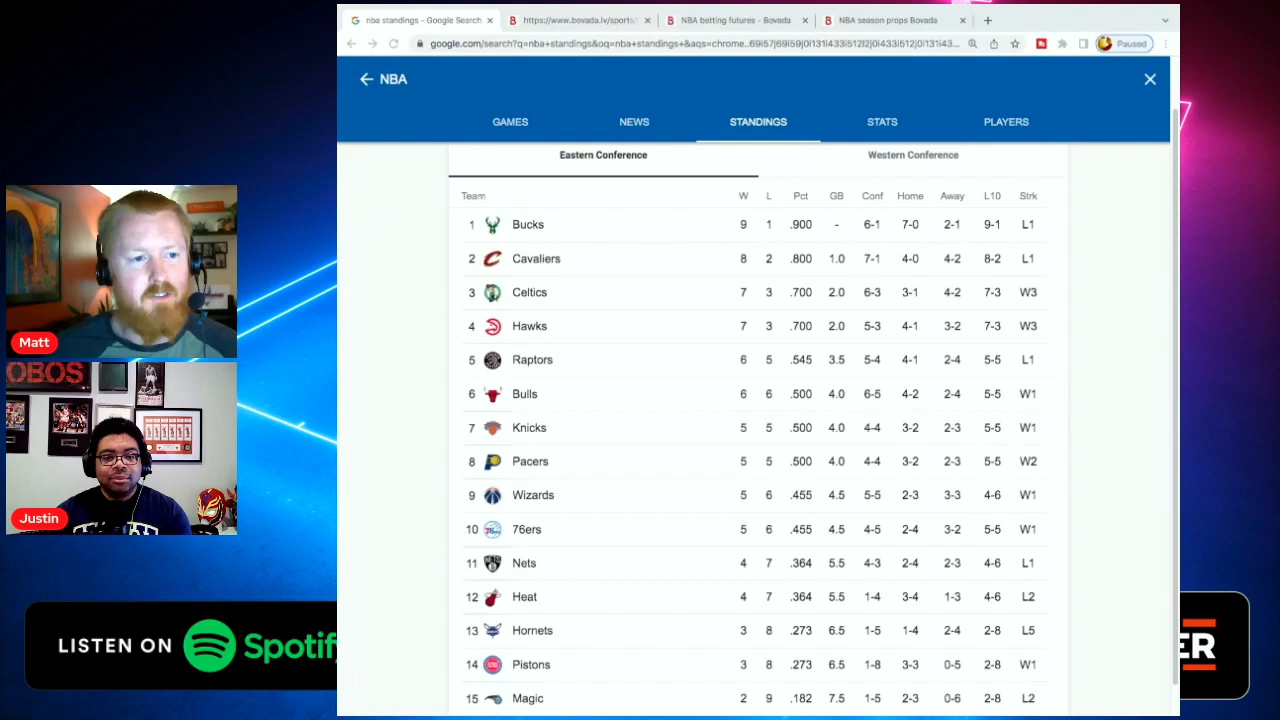 nba standings - Google Search
https://www.bovada.lv/sports/
NBA betting futures - Bovada
NBA season props Bovada
google.com/search?q=nba+standings&oq=nba+standings+&aqs=chrome..69i57j69i59j0i131i433i512l2j0i433i512j0i131i43...
Paused
NBA
GAMES NEWS STANDINGS STATS PLAYERS
Eastern Conference Western Conference
Team W L Pct GB Conf Home Away L10 Strk
1 Bucks 9 1 .900 - 6-1 7-0 2-1 9-1 L1
2 Cavaliers 8 2 .800 1.0 7-1 4-0 4-2 8-2 L1
3 Celtics 7 3 .700 2.0 6-3 3-1 4-2 7-3 W3
4 Hawks 7 3 .700 2.0 5-3 4-1 3-2 7-3 W3
5 Raptors 6 5 .545 3.5 5-4 4-1 2-4 5-5 L1
6 Bulls 6 6 .500 4.0 6-5 4-2 2-4 5-5 W1
7 Knicks 5 5 .500 4.0 4-4 3-2 2-3 5-5 W1
8 Pacers 5 5 .500 4.0 4-4 3-2 2-3 5-5 W2
9 Wizards 5 6 .455 4.5 5-5 2-3 3-3 4-6 W1
10 76ers 5 6 .455 4.5 4-5 2-4 3-2 5-5 W1
11 Nets 4 7 .364 5.5 4-3 2-4 2-3 4-6 L1
12 Heat 4 7 .364 5.5 1-4 3-4 1-3 4-6 L2
13 Hornets 3 8 .273 6.5 1-5 1-4 2-4 2-8 L5
14 Pistons 3 8 .273 6.5 1-8 3-3 0-5 2-8 W1
15 Magic 2 9 .182 7.5 1-5 2-3 0-6 2-8 L2
Matt
OBOS
Justin
LISTEN ON Spotify
ER